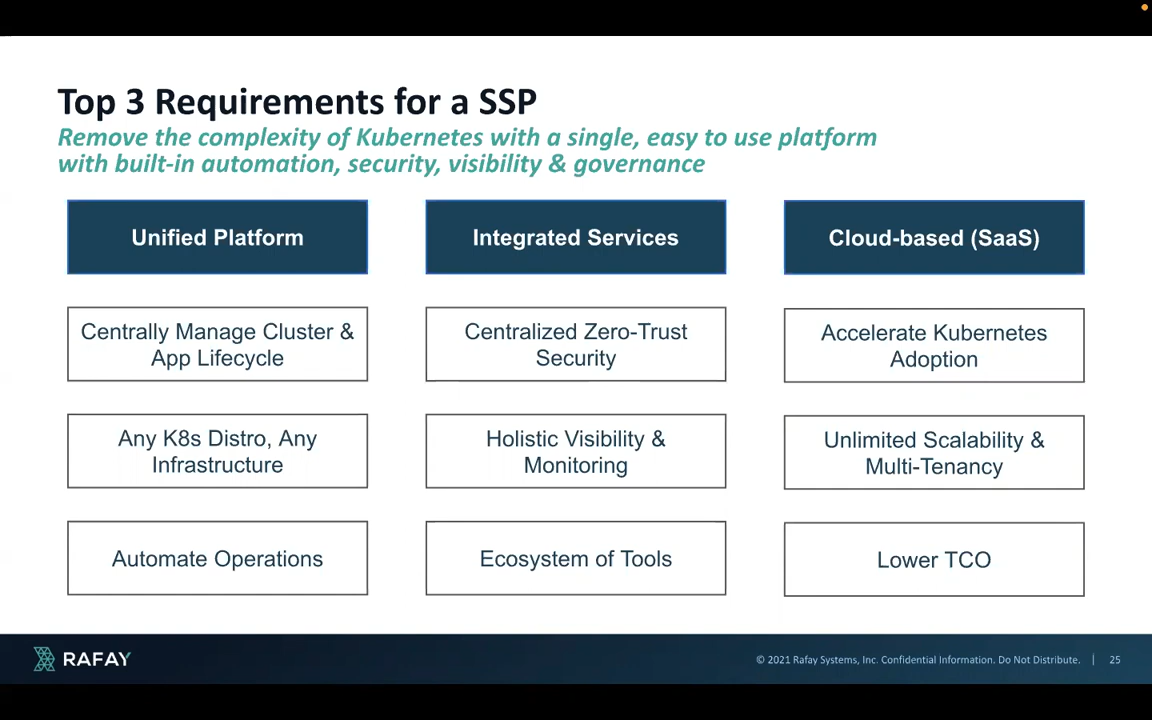 Top 3 Requirements for a SSP
Remove the complexity of Kubernetes with a single, easy to use platform
with built-in automation, security, visibility & governance
Unified Platform
Integrated Services
Cloud-based (SaaS)
Centrally Manage Cluster &
App Lifecycle
Centralized Zero-Trust
Security
Accelerate Kubernetes
Adoption
Any K8s Distro, Any
Infrastructure
Holistic Visibility &
Monitoring
Unlimited Scalability &
Multi-Tenancy
Automate Operations
Ecosystem of Tools
Lower TCO
RAFAY
© 2021 Rafay Systems, Inc. Confidential Information. Do Not Distribute. | 25